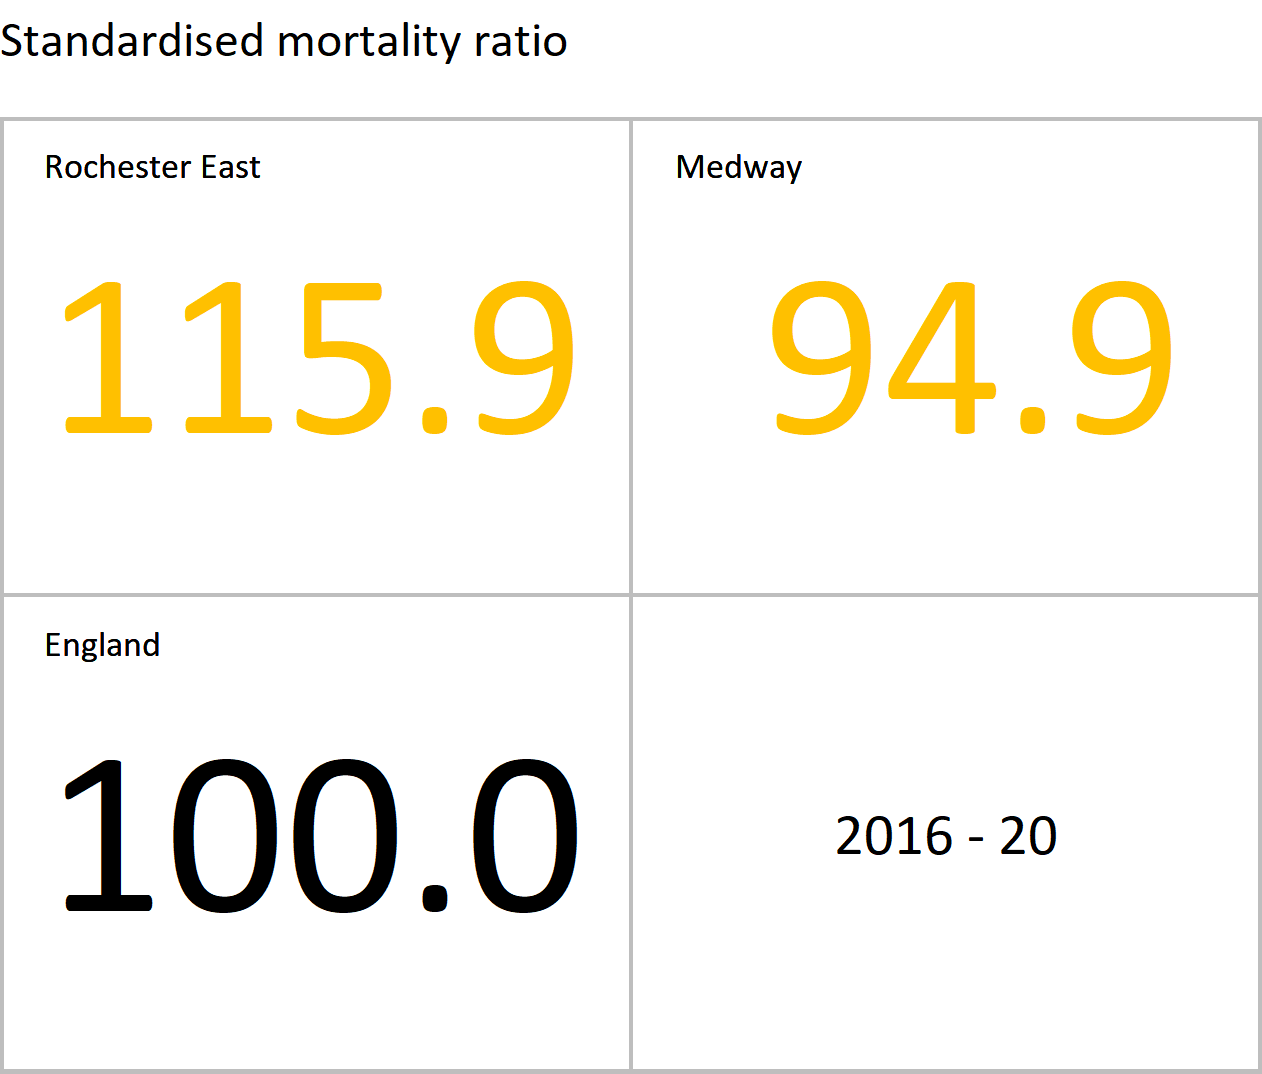 Standardised mortality ratio
Rochester East
115.9
Medway
94.9
England
100.0
2016 - 20